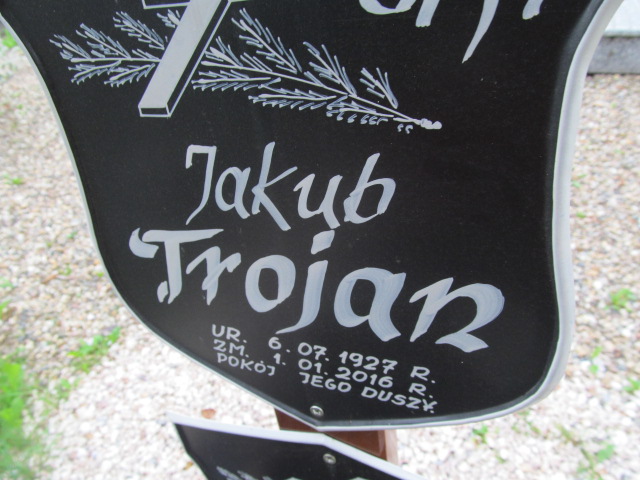 Jakub
Trojan
UR. 6.07.1927 R.
ZM. 1.01.2016 R.
POKÓJ JEGO DUSZY.